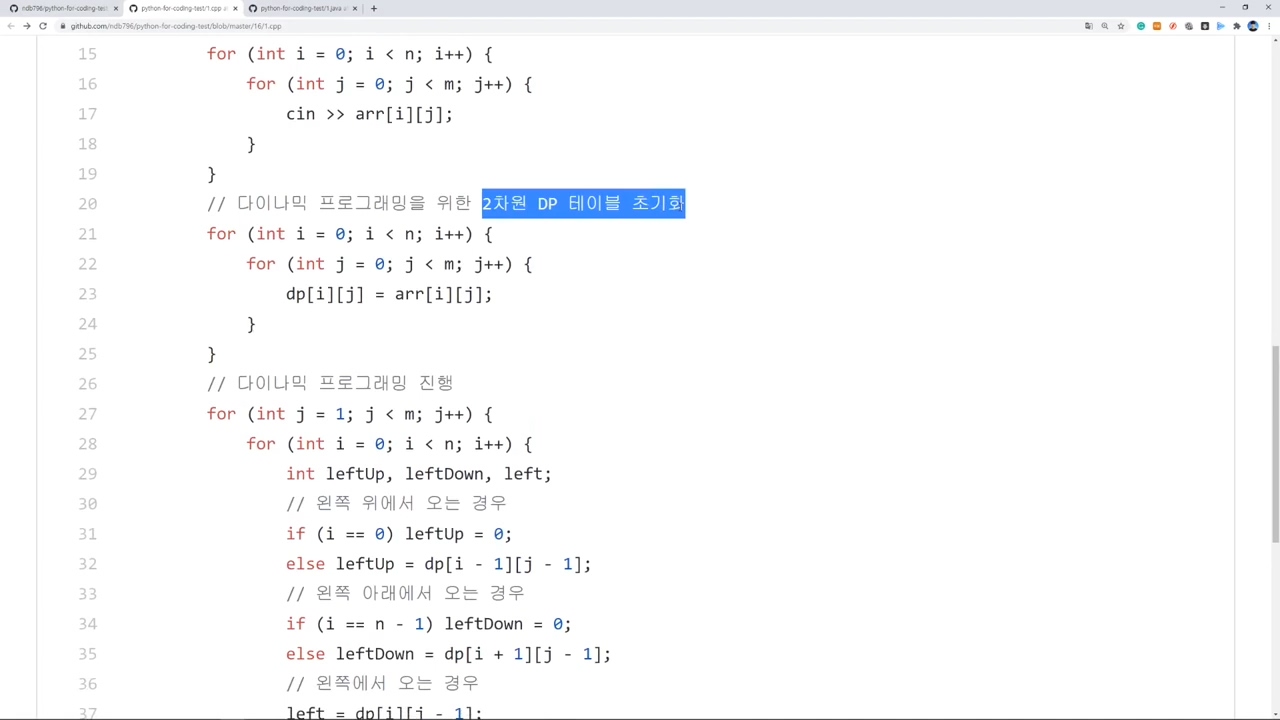 ndb796/python-for-coding-test
python-for-coding-test/1.cpp at
python-for-coding-test/1.java at
github.com/ndb796/python-for-coding-test/blob/master/16/1.cpp
15 for (int i = 0; i < n; i++) {
16 for (int j = 0; j < m; j++) {
17 cin >> arr[i][j];
18 }
19 }
20 // 다이나믹 프로그래밍을 위한 2차원 DP 테이블 초기화
21 for (int i = 0; i < n; i++) {
22 for (int j = 0; j < m; j++) {
23 dp[i][j] = arr[i][j];
24 }
25 }
26 // 다이나믹 프로그래밍 진행
27 for (int j = 1; j < m; j++) {
28 for (int i = 0; i < n; i++) {
29 int leftUp, leftDown, left;
30 // 왼쪽 위에서 오는 경우
31 if (i == 0) leftUp = 0;
32 else leftUp = dp[i - 1][j - 1];
33 // 왼쪽 아래에서 오는 경우
34 if (i == n - 1) leftDown = 0;
35 else leftDown = dp[i + 1][j - 1];
36 // 왼쪽에서 오는 경우
37 left = dp[i][j - 1];